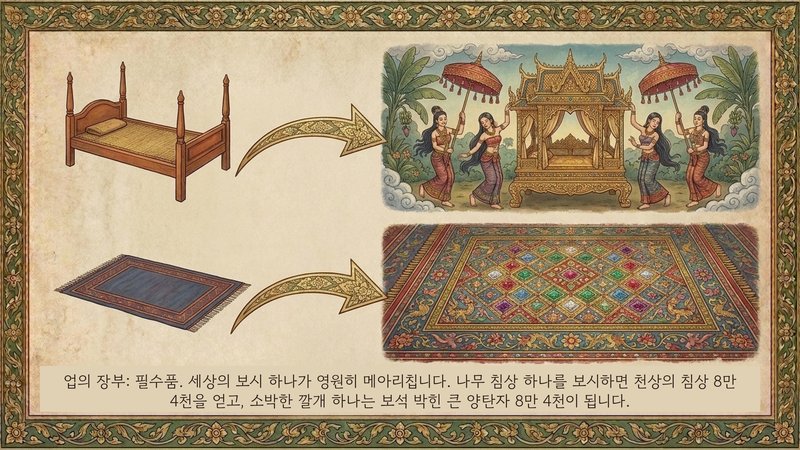 업의 장부: 필수품. 세상의 보시 하나가 영원히 메아리칩니다. 나무 침상 하나를 보시하면 천상의 침상 8만
4천을 얻고, 소박한 깔개 하나는 보석 박힌 큰 양탄자 8만 4천이 됩니다.